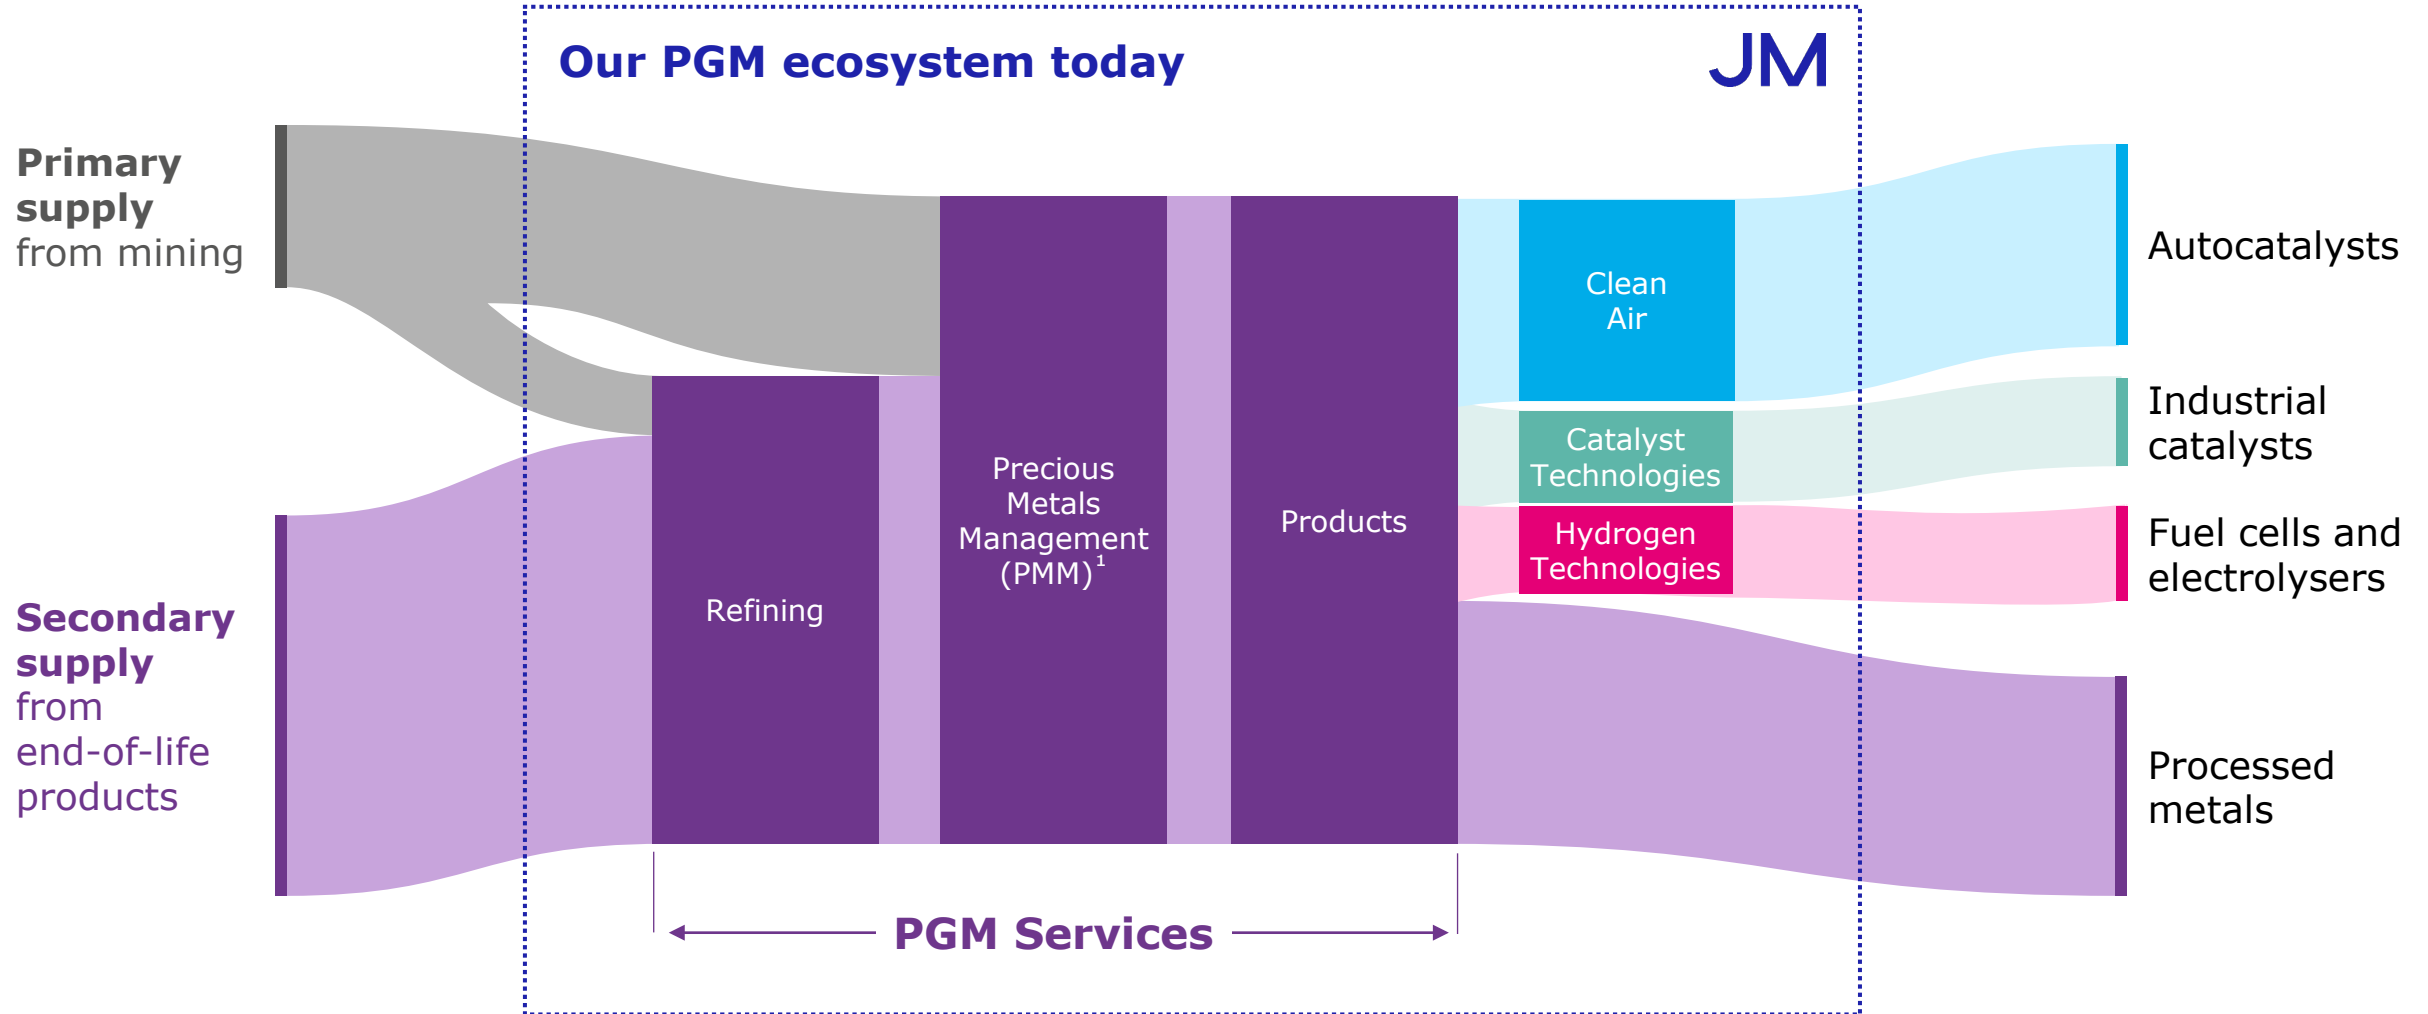 Our PGM ecosystem today
JM
Primary
supply
from mining
Secondary
supply
from
end-of-life
products
Refining
Precious
Metals
Management
(PMM)¹
Products
Clean
Air
Catalyst
Technologies
Hydrogen
Technologies
Autocatalysts
Industrial
catalysts
Fuel cells and
electrolysers
Processed
metals
PGM Services